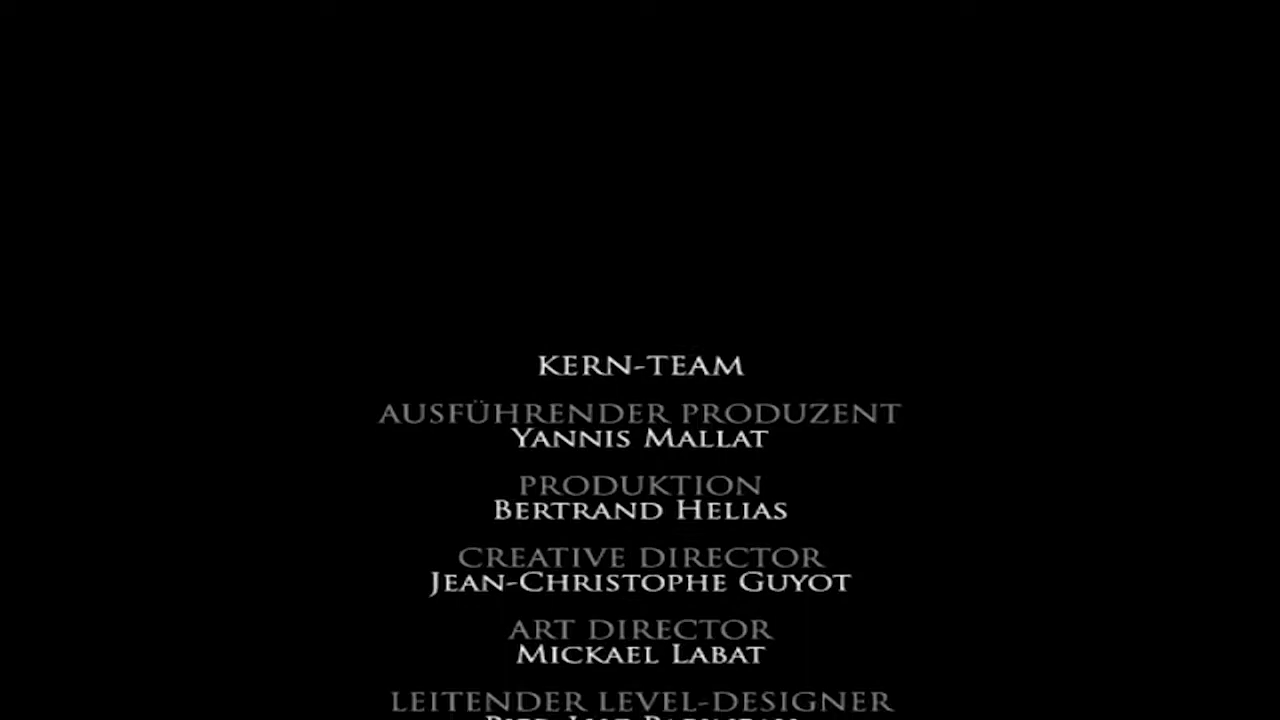 KERN-TEAM
AUSFÜHRENDER PRODUZENT
YANNIS MALLAT
PRODUKTION
BERTRAND HELIAS
CREATIVE DIRECTOR
JEAN-CHRISTOPHE GUYOT
ART DIRECTOR
MICKAEL LABAT
LEITENDER LEVEL-DESIGNER